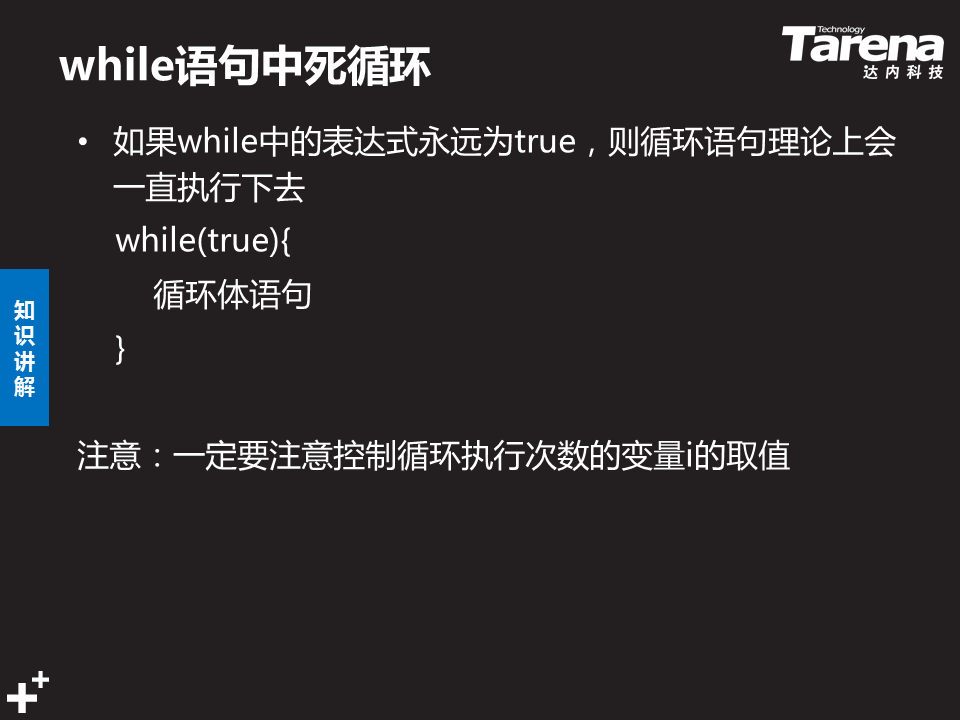 while语句中死循环
Technology
Tarena
达内科技
• 如果while中的表达式永远为true，则循环语句理论上会
一直执行下去
while(true){
循环体语句
}
知
识
讲
解
注意：一定要注意控制循环执行次数的变量i的取值